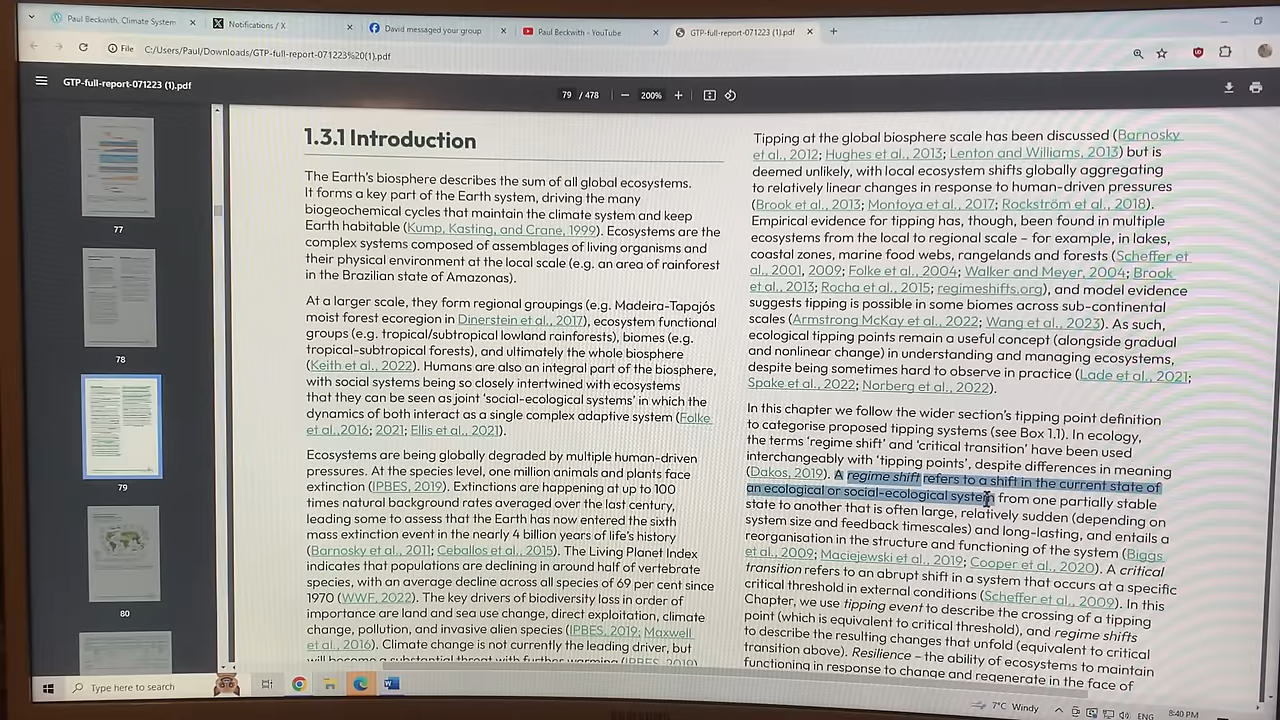 Paul Beckwith, Climate System
Notifications / X
David messaged your group
Paul Beckwith - YouTube
GTP-full-report-071223 (1).pdf
File
C:/Users/Paul/Downloads/GTP-full-report-071223%20(1).pdf
GTP-full-report-071223 (1).pdf
79 / 478
200%
77
78
79
80
1.3.1 Introduction
The Earth's biosphere describes the sum of all global ecosystems.
It forms a key part of the Earth system, driving the many
biogeochemical cycles that maintain the climate system and keep
Earth habitable (Kump, Kasting, and Crane, 1999). Ecosystems are the
complex systems composed of assemblages of living organisms and
their physical environment at the local scale (e.g. an area of rainforest
in the Brazilian state of Amazonas).
At a larger scale, they form regional groupings (e.g. Madeira-Tapajós
moist forest ecoregion in Dinerstein et al., 2017), ecosystem functional
groups (e.g. tropical/subtropical lowland rainforests), biomes (e.g.
tropical-subtropical forests), and ultimately the whole biosphere
(Keith et al., 2022). Humans are also an integral part of the biosphere,
with social systems being so closely intertwined with ecosystems
that they can be seen as joint 'social-ecological systems' in which the
dynamics of both interact as a single complex adaptive system (Folke
et al.,2016; 2021; Ellis et al., 2021).
Ecosystems are being globally degraded by multiple human-driven
pressures. At the species level, one million animals and plants face
extinction (IPBES, 2019). Extinctions are happening at up to 100
times natural background rates averaged over the last century,
leading some to assess that the Earth has now entered the sixth
mass extinction event in the nearly 4 billion years of life's history
(Barnosky et al., 2011; Ceballos et al., 2015). The Living Planet Index
indicates that populations are declining in around half of vertebrate
species, with an average decline across all species of 69 per cent since
1970 (WWF, 2022). The key drivers of biodiversity loss in order of
importance are land and sea use change, direct exploitation, climate
change, pollution, and invasive alien species (IPBES, 2019; Maxwell
et al., 2016). Climate change is not currently the leading driver, but
will become a substantial threat with further warming (IPBES, 2019)
Tipping at the global biosphere scale has been discussed (Barnosky
et al., 2012; Hughes et al., 2013; Lenton and Williams, 2013) but is
deemed unlikely, with local ecosystem shifts globally aggregating
to relatively linear changes in response to human-driven pressures
(Brook et al., 2013; Montoya et al., 2017; Rockström et al., 2018).
Empirical evidence for tipping has, though, been found in multiple
ecosystems from the local to regional scale – for example, in lakes,
coastal zones, marine food webs, rangelands and forests (Scheffer et
al., 2001, 2009; Folke et al., 2004; Walker and Meyer, 2004; Brook
et al., 2013; Rocha et al., 2015; regimeshifts.org), and model evidence
suggests tipping is possible in some biomes across sub-continental
scales (Armstrong McKay et al., 2022; Wang et al., 2023). As such,
ecological tipping points remain a useful concept (alongside gradual
and nonlinear change) in understanding and managing ecosystems,
despite being sometimes hard to observe in practice (Lade et al., 2021;
Spake et al., 2022; Norberg et al., 2022).
In this chapter we follow the wider section's tipping point definition
to categorise proposed tipping systems (see Box 1.1). In ecology,
the terms 'regime shift' and 'critical transition' have been used
interchangeably with 'tipping points', despite differences in meaning
(Dakos, 2019). A regime shift refers to a shift in the current state of
an ecological or social-ecological system from one partially stable
state to another that is often large, relatively sudden (depending on
system size and feedback timescales) and long-lasting, and entails a
reorganisation in the structure and functioning of the system (Biggs
et al., 2009; Maciejewski et al., 2019; Cooper et al., 2020). A critical
transition refers to an abrupt shift in a system that occurs at a specific
critical threshold in external conditions (Scheffer et al., 2009). In this
Chapter, we use tipping event to describe the crossing of a tipping
point (which is equivalent to critical threshold), and regime shifts
to describe the resulting changes that unfold (equivalent to critical
transition above). Resilience – the ability of ecosystems to maintain
functioning in response to change and regenerate in the face of
Type here to search
7°C Windy
ENG
8:40 PM